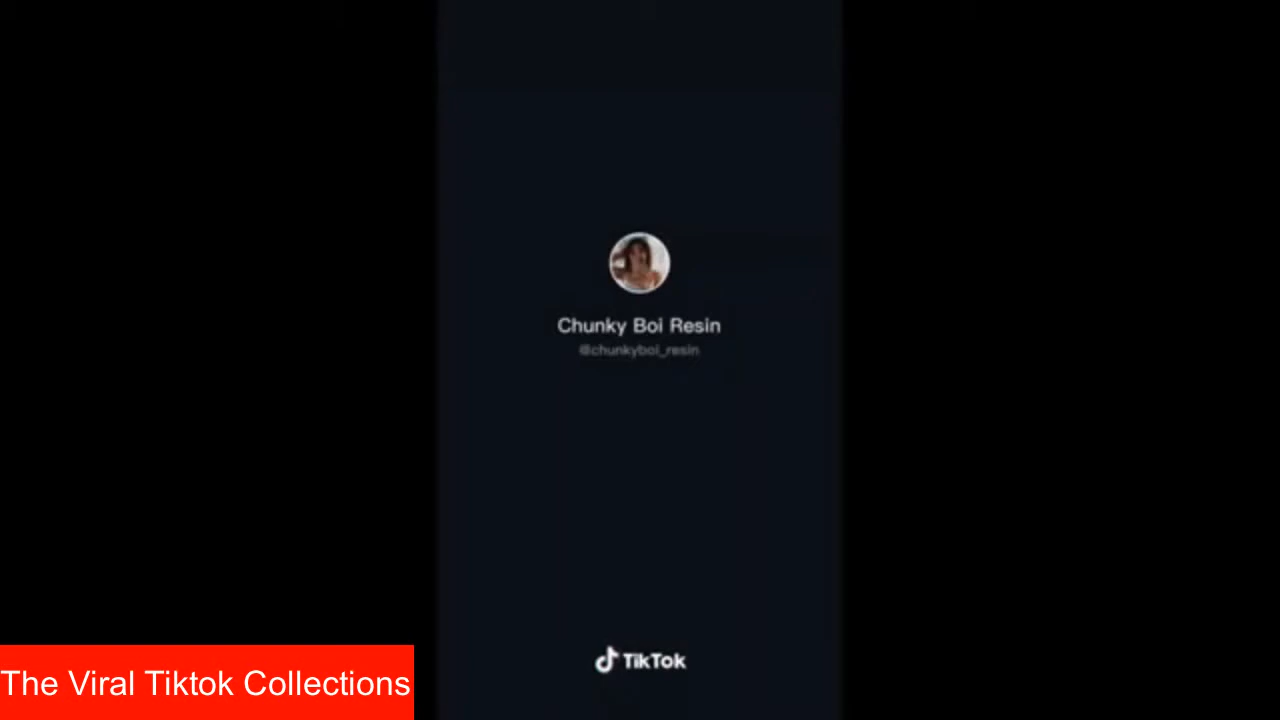 Chunky Boi Resin
@chunkyboi_resin
TikTok
The Viral Tiktok Collections